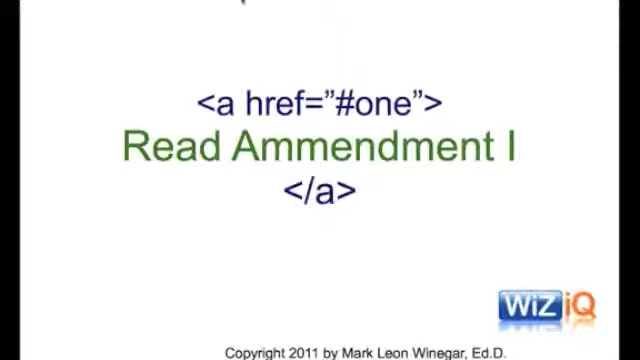 <a href=”#one”>
Read Ammendment I
</a>
WiZiQ
Copyright 2011 by Mark Leon Winegar, Ed.D.